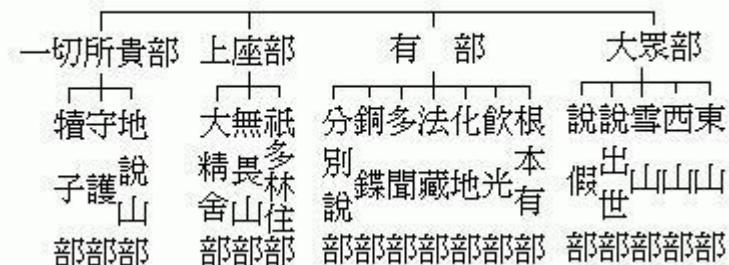 一切所貴部
上座部
有部
大眾部
犢子部
守護部
地說山部
大精舍部
無畏山部
祇多林住部
分別說部
銅鍱部
多聞部
法藏部
化地部
飲光部
根本有部
說假部
說出世部
雪山部
西山部
東山部